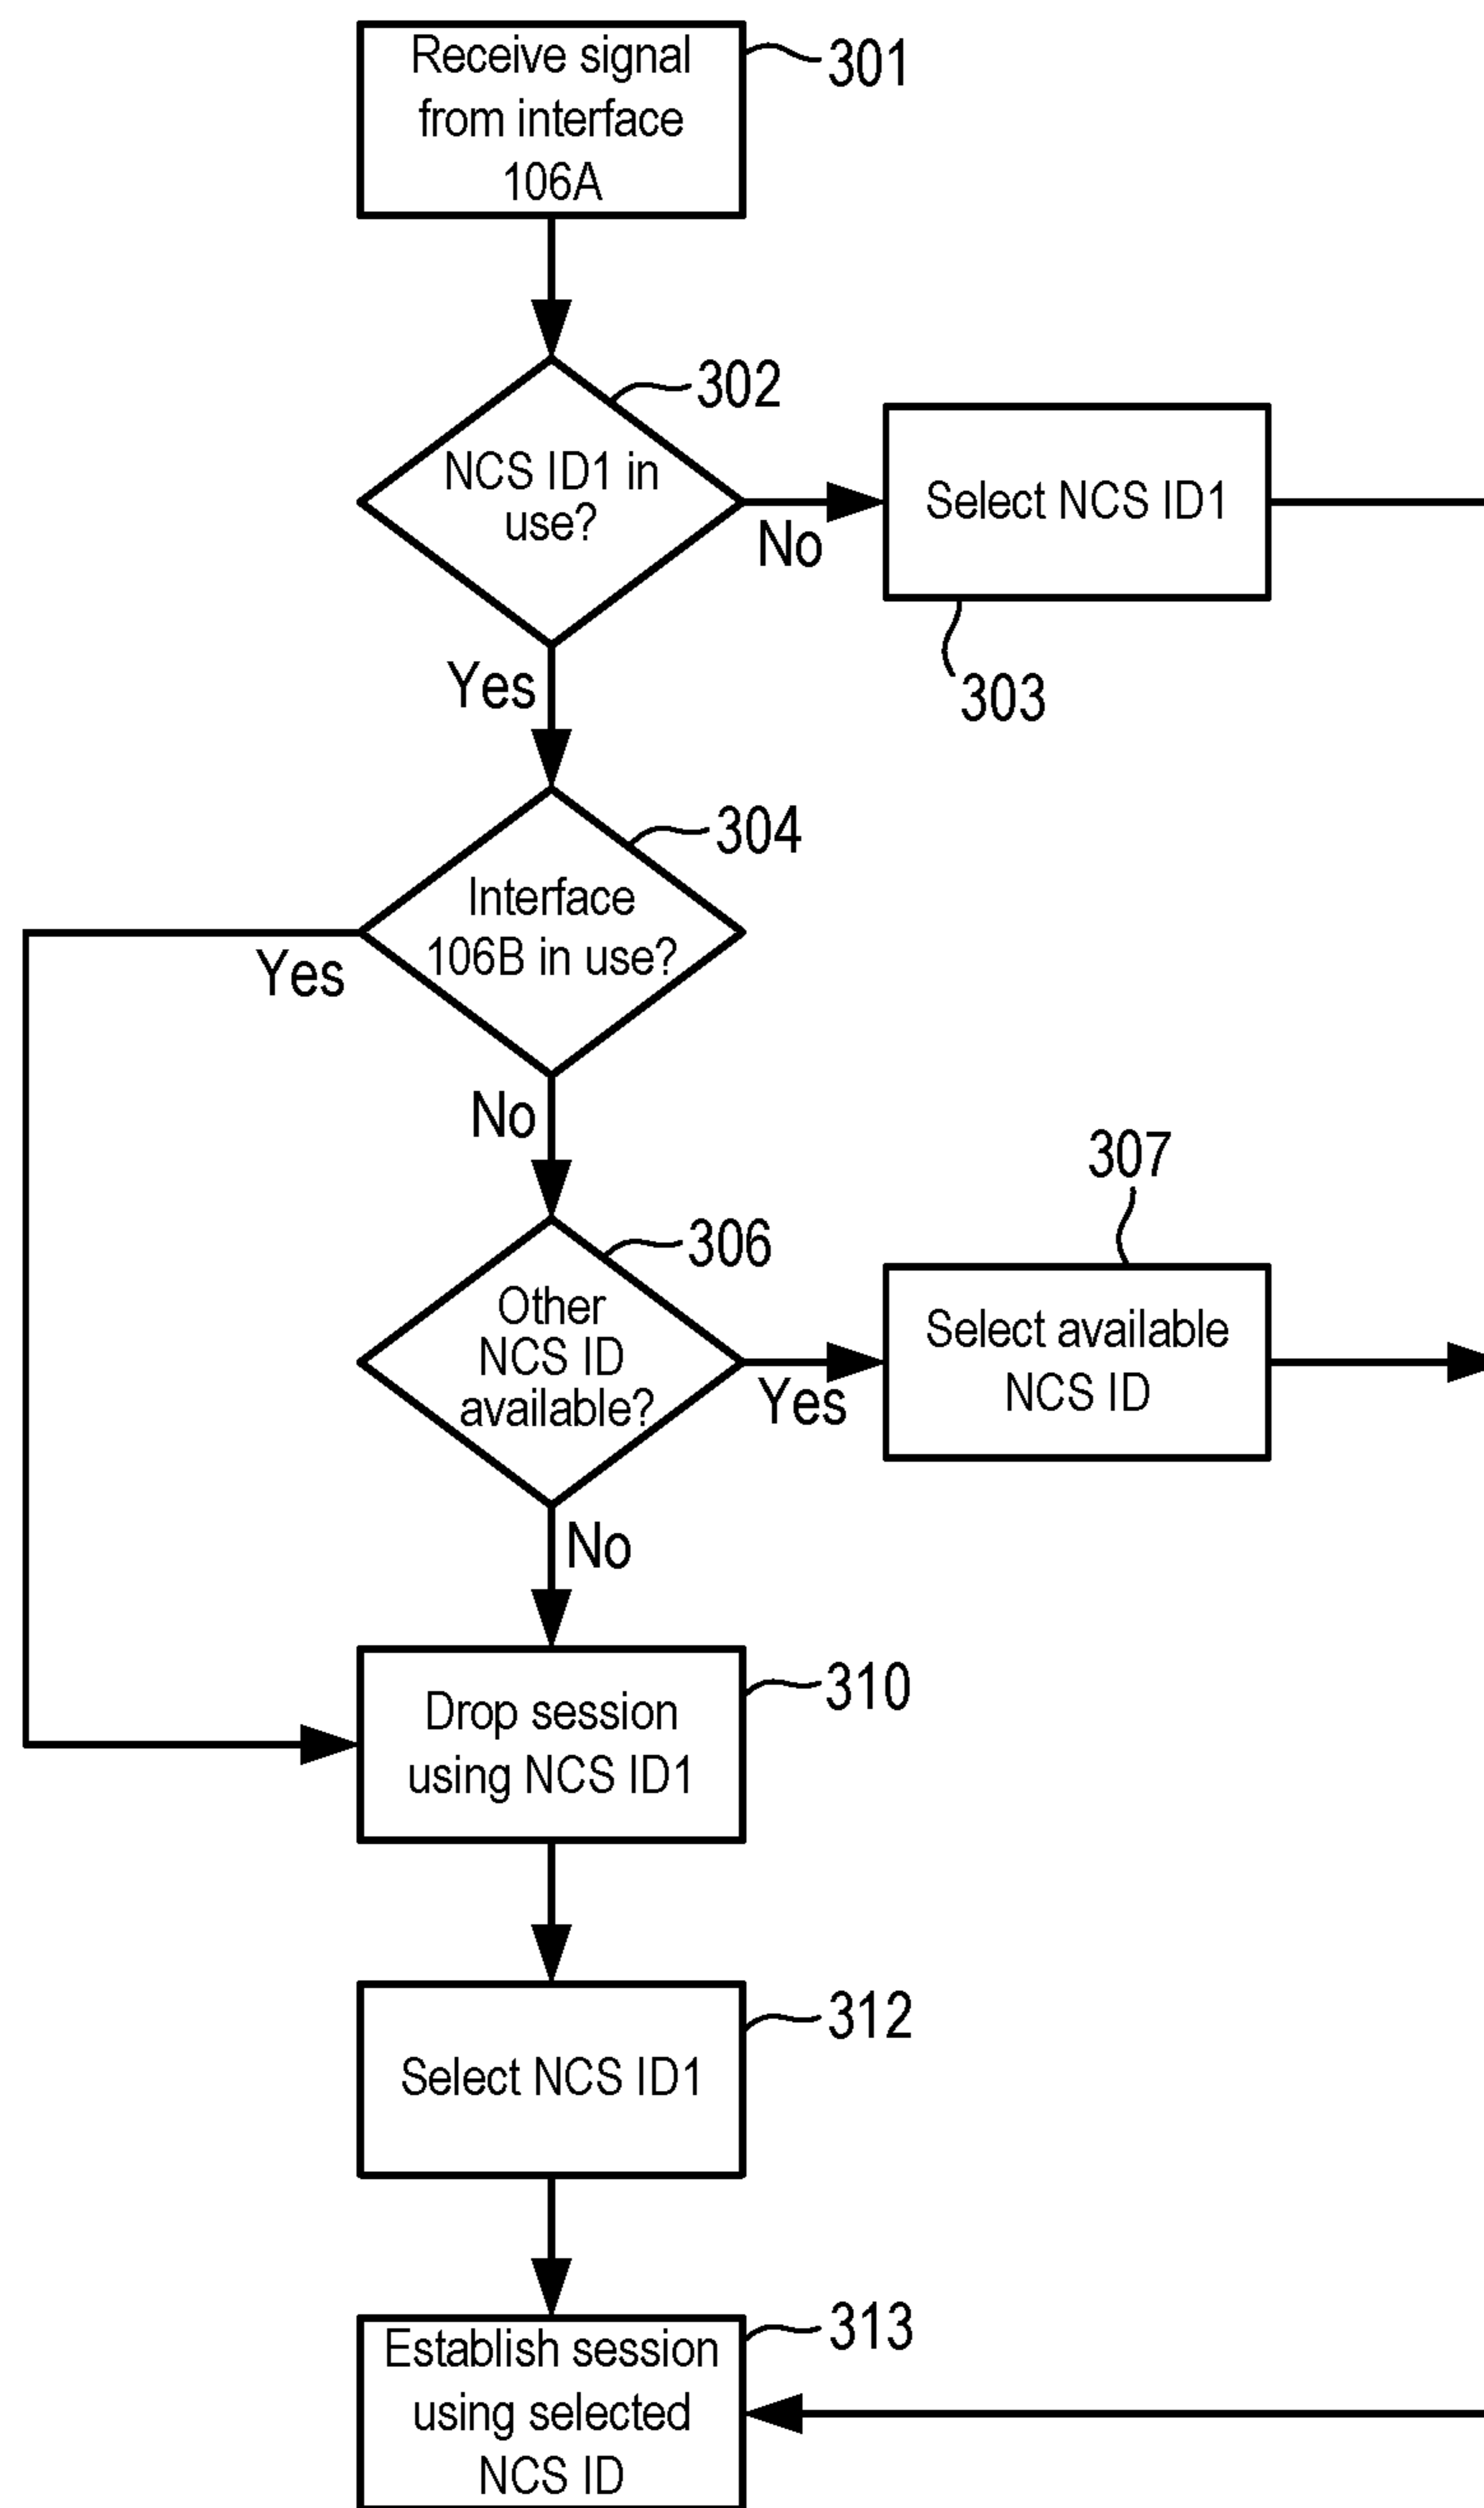 Receive signal
from interface
106A
301
302
NCS ID1 in
use?
No
Select NCS ID1
303
Yes
304
Interface
106B in use?
Yes
No
307
306
Other
NCS ID
available?
Yes
Select available
NCS ID
No
310
Drop session
using NCS ID1
312
Select NCS ID1
313
Establish session
using selected
NCS ID